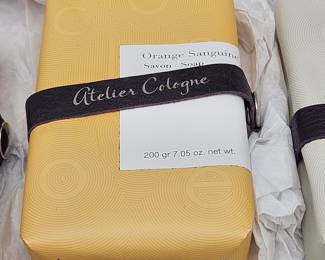 Orange Sanguine
Savon / Soap
Atelier Cologne
200 gr 7.05 oz. net wt.